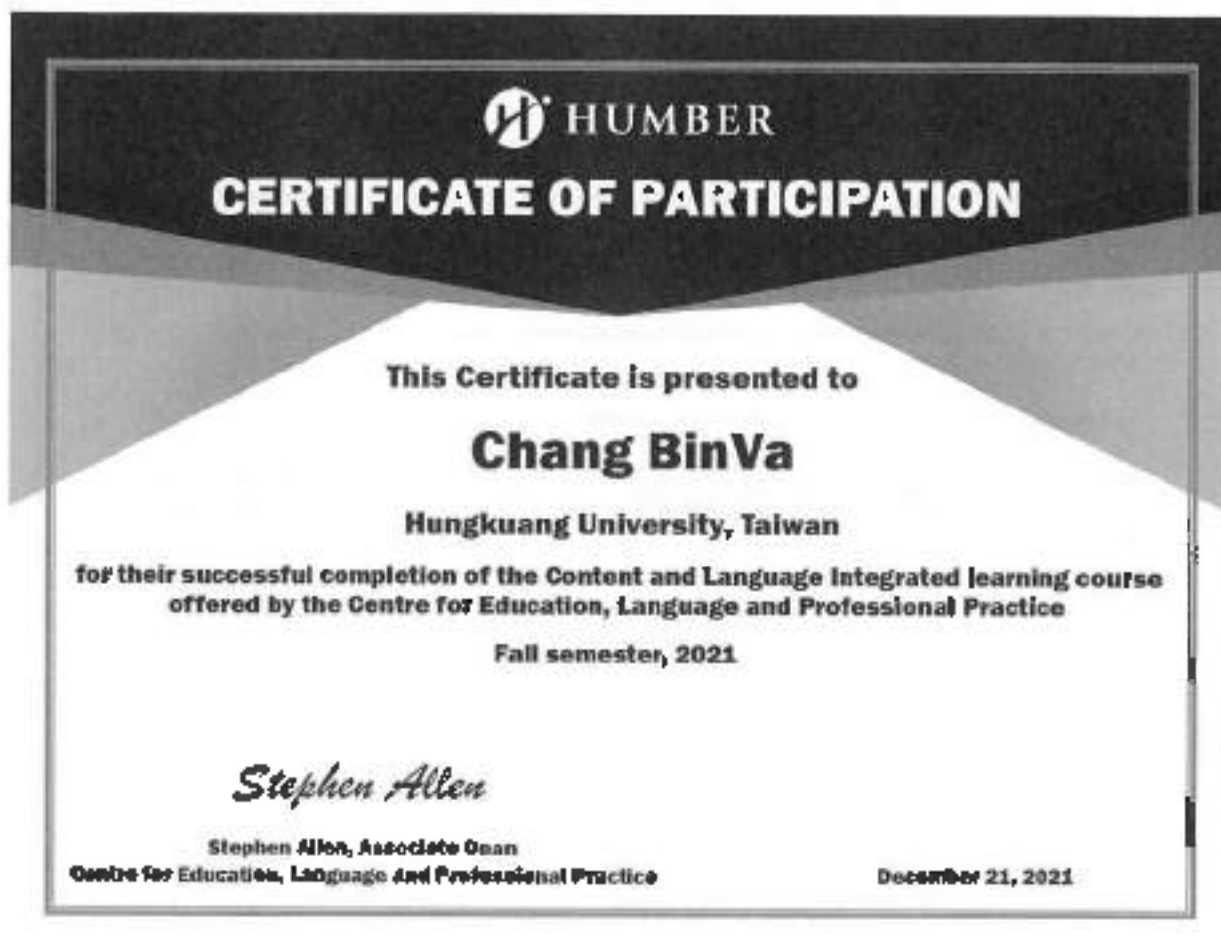 HUMBER
CERTIFICATE OF PARTICIPATION
This Certificate is presented to
Chang BinVa
Hungkuang University, Taiwan
for their successful completion of the Content and Language Integrated learning course
offered by the Centre for Education, Language and Professional Practice
Fall semester, 2021
Stephen Allen
Stephen Allen, Associate Dean
Centre for Education, Language and Professional Practice
December 21, 2021